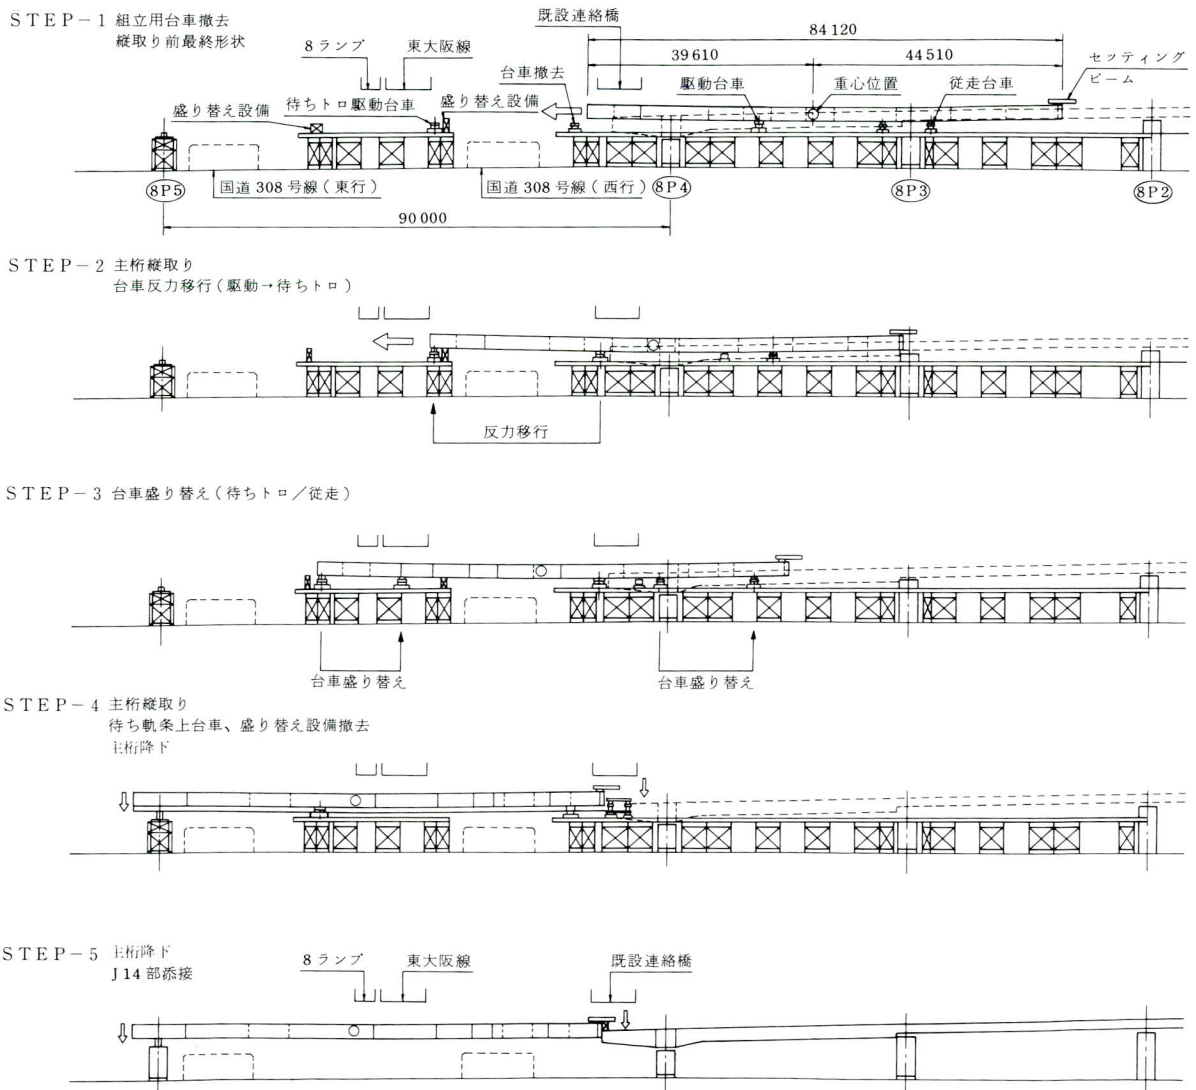 STEP-1 組立用台車撤去
縦取り前最終形状
既設連絡橋
84 120
8ランプ
東大阪線
39 610
44 510
セッティング
ビーム
台車撤去
駆動台車
重心位置
従走台車
盛り替え設備
待ちトロ駆動台車
盛り替え設備
8P5
国道 308 号線(東行)
国道 308 号線(西行)
8P4
8P3
8P2
90 000
STEP-2 主桁縦取り
台車反力移行(駆動→待ちトロ)
反力移行
STEP-3 台車盛り替え(待ちトロ/従走)
台車盛り替え
台車盛り替え
STEP-4 主桁縦取り
待ち軌条上台車、盛り替え設備撤去
主桁降下
STEP-5 主桁降下
J 14 部添接
8ランプ
東大阪線
既設連絡橋